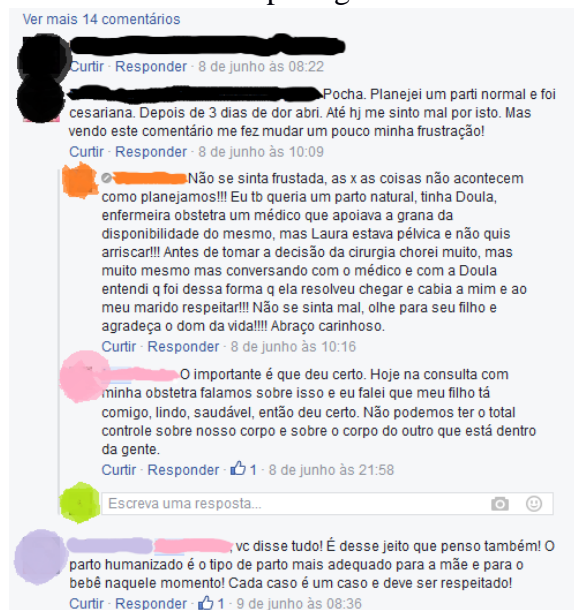 Ver mais 14 comentários
Curtir · Responder · 8 de junho às 08:22
Pocha. Planejei um parti normal e foi
cesariana. Depois de 3 dias de dor abri. Até hj me sinto mal por isto. Mas
vendo este comentário me fez mudar um pouco minha frustração!
Curtir · Responder · 8 de junho às 10:09
Não se sinta frustada, as x as coisas não acontecem
como planejamos!!! Eu tb queria um parto natural, tinha Doula,
enfermeira obstetra um médico que apoiava a grana da
disponibilidade do mesmo, mas Laura estava pélvica e não quis
arriscar!!! Antes de tomar a decisão da cirurgia chorei muito, mas
muito mesmo mas conversando com o médico e com a Doula
entendi q foi dessa forma q ela resolveu chegar e cabia a mim e ao
meu marido respeitar!!! Não se sinta mal, olhe para seu filho e
agradeça o dom da vida!!!! Abraço carinhoso.
Curtir · Responder · 8 de junho às 10:16
O importante é que deu certo. Hoje na consulta com
minha obstetra falamos sobre isso e eu falei que meu filho tá
comigo, lindo, saudável, então deu certo. Não podemos ter o total
controle sobre nosso corpo e sobre o corpo do outro que está dentro
da gente.
Curtir · Responder · 1 · 8 de junho às 21:58
Escreva uma resposta...
, vc disse tudo! É desse jeito que penso também! O
parto humanizado é o tipo de parto mais adequado para a mãe e para o
bebê naquele momento! Cada caso é um caso e deve ser respeitado!
Curtir · Responder · 1 · 9 de junho às 08:36